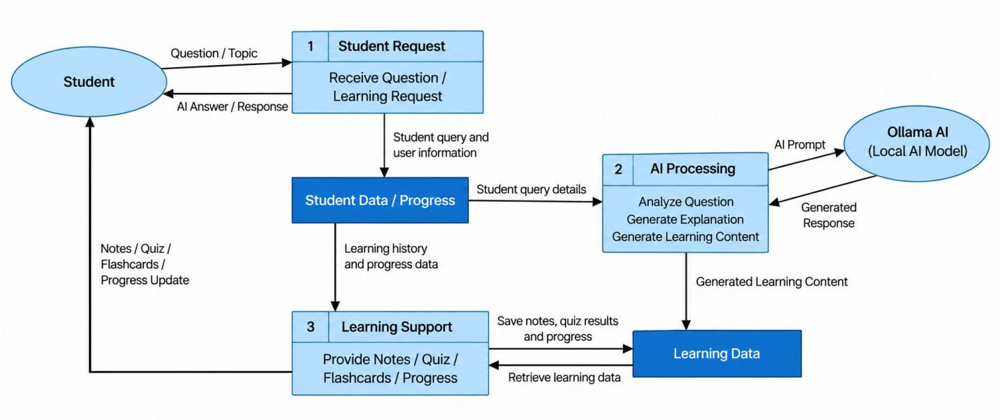 Student
Question / Topic
AI Answer / Response
1
Student Request
Receive Question /
Learning Request
Student query and
user information
Student Data / Progress
Student query details
2
AI Processing
Analyze Question
Generate Explanation
Generate Learning Content
AI Prompt
Ollama AI
(Local AI Model)
Generated
Response
Notes / Quiz /
Flashcards /
Progress Update
Learning history
and progress data
Generated Learning Content
3
Learning Support
Provide Notes / Quiz /
Flashcards / Progress
Save notes, quiz results
and progress
Retrieve learning data
Learning Data